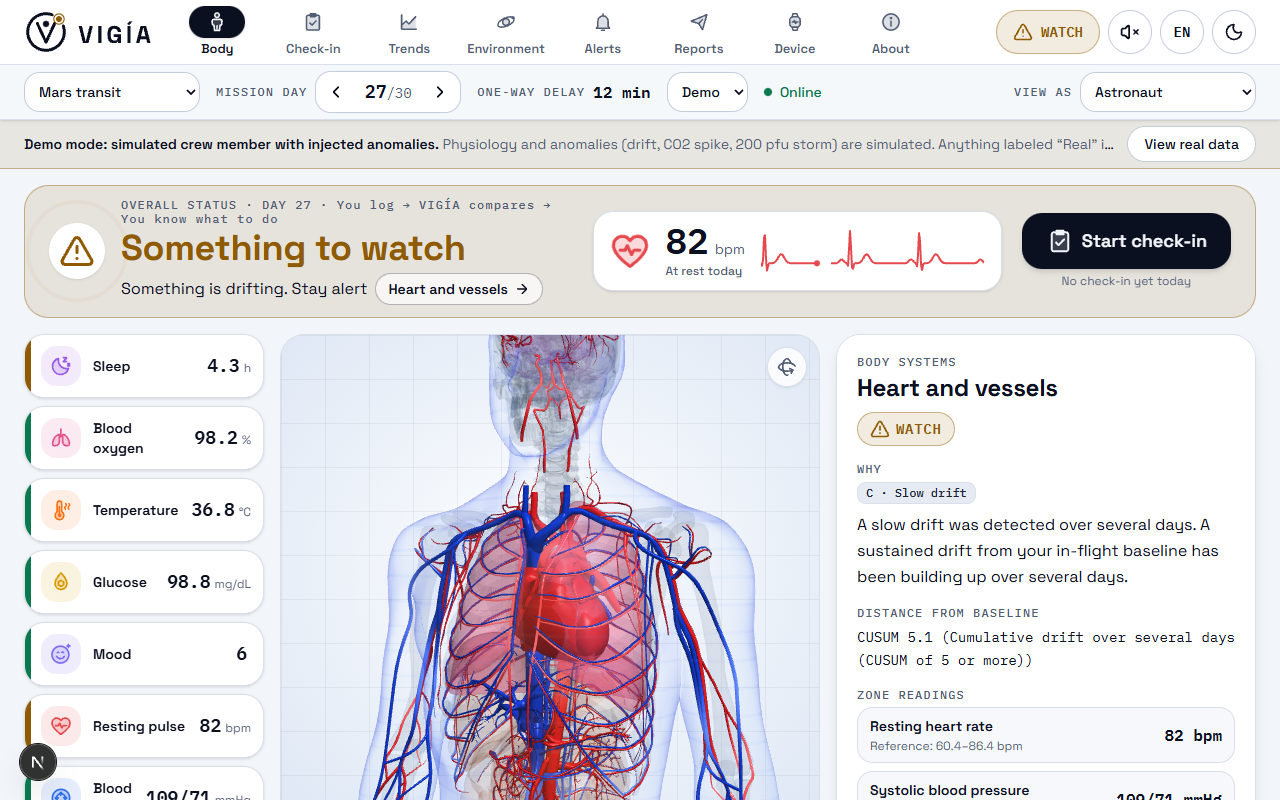 VIGÍA
Body
Check-in
Trends
Environment
Alerts
Reports
Device
About
WATCH
EN
Mars transit
MISSION DAY
27/30
ONE-WAY DELAY 12 min
Demo
Online
VIEW AS
Astronaut
Demo mode: simulated crew member with injected anomalies. Physiology and anomalies (drift, CO2 spike, 200 pfu storm) are simulated. Anything labeled “Real” i…
View real data
OVERALL STATUS · DAY 27 · You log → VIGÍA compares →
You know what to do
Something to watch
Something is drifting. Stay alert
Heart and vessels →
82 bpm
At rest today
Start check-in
No check-in yet today
Sleep
4.3 h
Blood
oxygen
98.2 %
Temperature
36.8 °C
Glucose
98.8 mg/dL
Mood
6
Resting pulse
82 bpm
Blood
109/71 mmHg
N
BODY SYSTEMS
Heart and vessels
WATCH
WHY
C · Slow drift
A slow drift was detected over several days. A
sustained drift from your in-flight baseline has
been building up over several days.
DISTANCE FROM BASELINE
CUSUM 5.1 (Cumulative drift over several days
(CUSUM of 5 or more))
ZONE READINGS
Resting heart rate
Reference: 60.4–86.4 bpm
82 bpm
Systolic blood pressure
109/71 mmHg